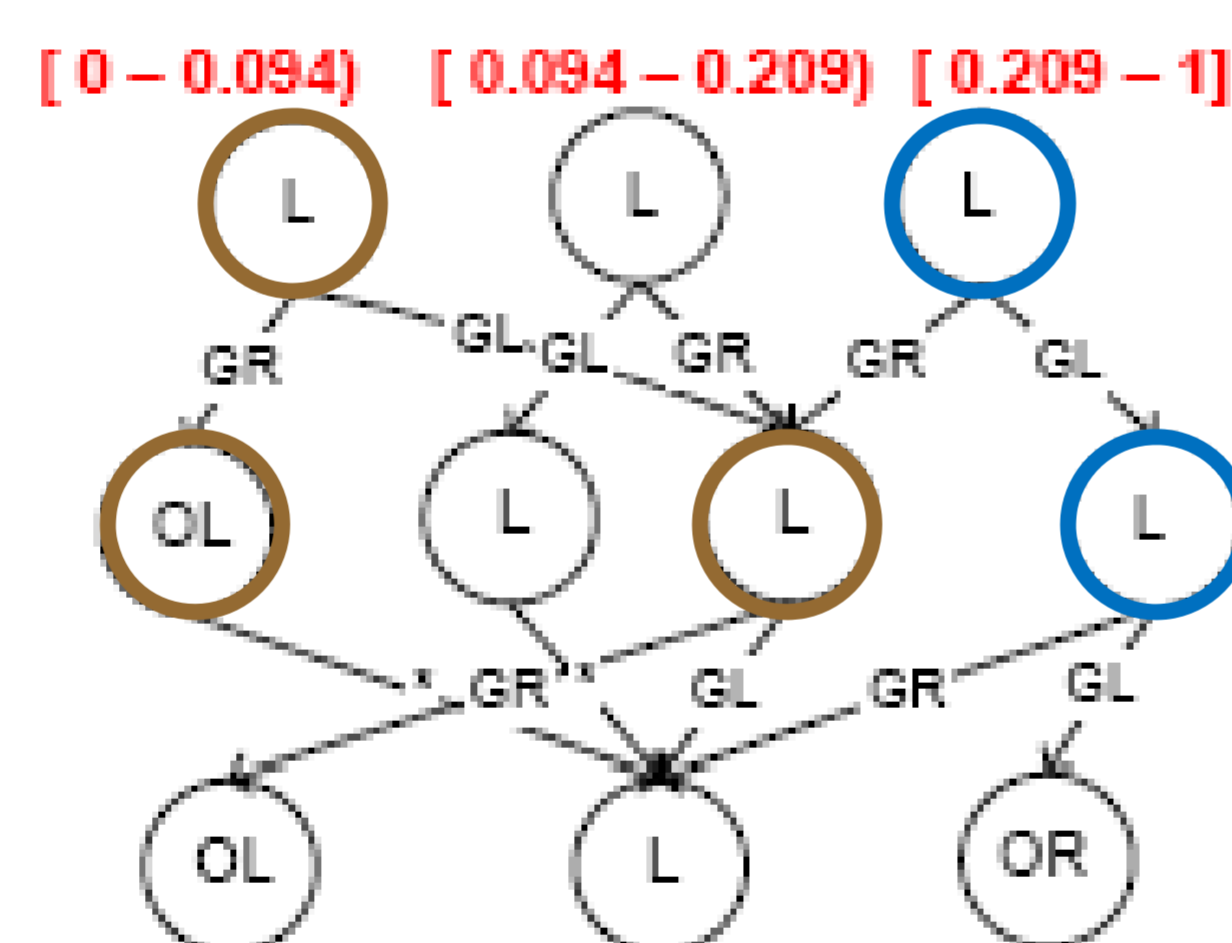 [ 0 – 0.094) [ 0.094 – 0.209) [ 0.209 – 1]
L L L
GR GL GL GR GR GL
OL L L L
* GR * GL GR GL
OL L OR